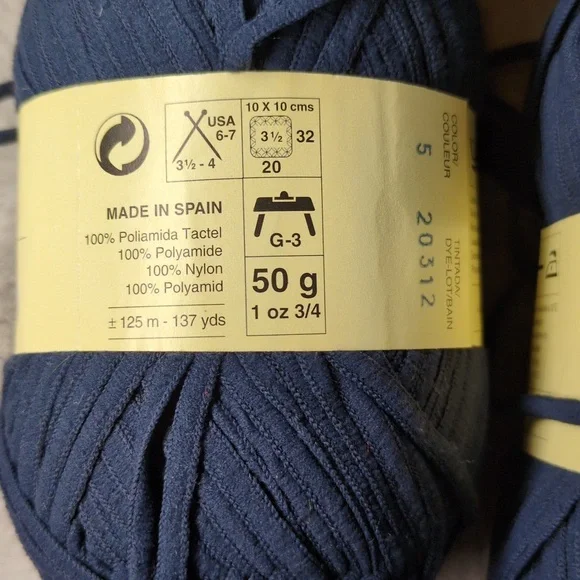 10 X 10 cms
USA
6-7
3½ - 4
3½
32
20
MADE IN SPAIN
100% Poliamida Tactel
100% Polyamide
100% Nylon
100% Polyamid
± 125 m - 137 yds
G-3
50 g
1 oz 3/4
COLOR/
COULEUR
5
20312
TINTADA/
DYE-LOT/BAIN